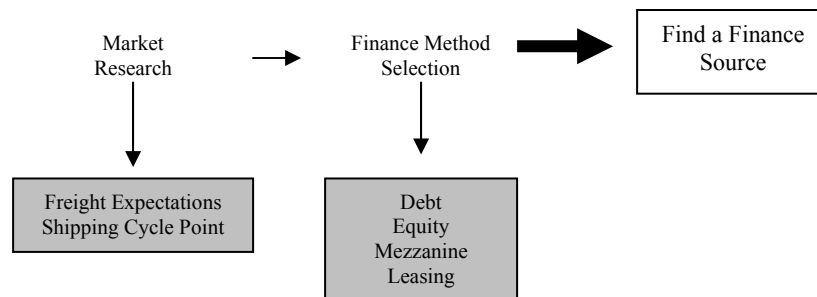 Market
Research
Finance Method
Selection
Find a Finance
Source
Freight Expectations
Shipping Cycle Point
Debt
Equity
Mezzanine
Leasing